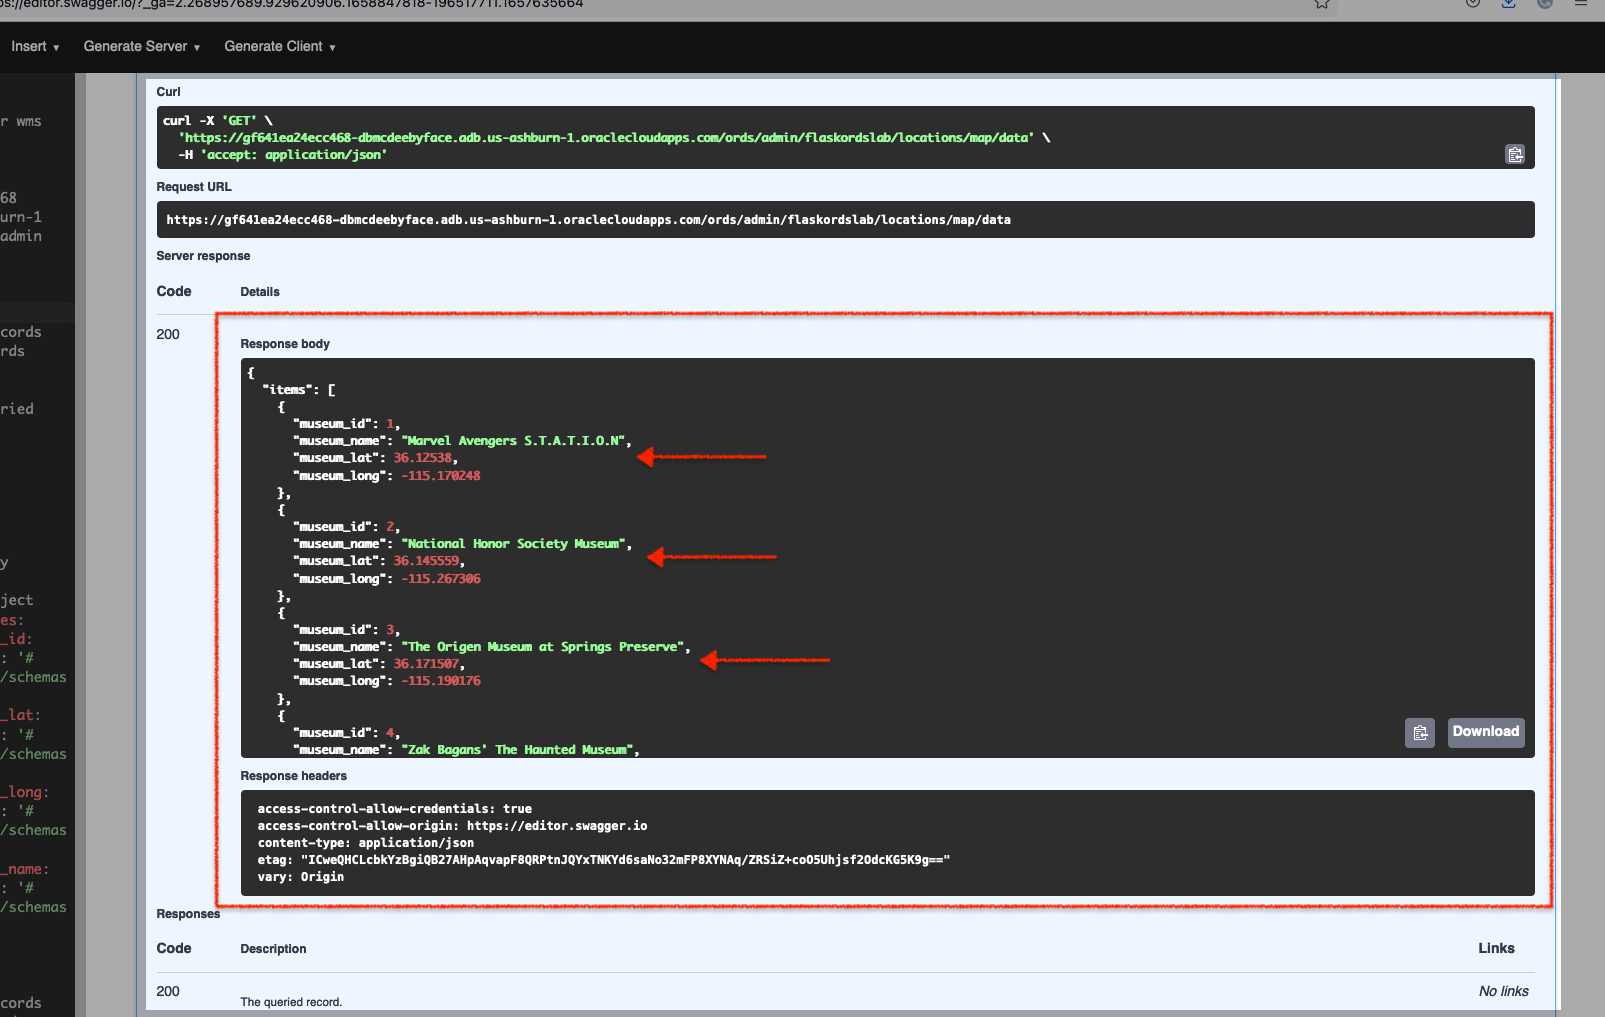 ps://editor.swagger.io/?_ga=2.268957689.929620906.1658847818-196517711.1657635664
Insert ▾ Generate Server ▾ Generate Client ▾
r wms
68
urn-1
admin
cords
rds
ried
y
ject
es:
_id:
: '#
/schemas
_lat:
: '#
/schemas
_long:
: '#
/schemas
_name:
: '#
/schemas
cords
Curl
curl -X 'GET' \
'https://gf641ea24ecc468-dbmcdeebyface.adb.us-ashburn-1.oraclecloudapps.com/ords/admin/flaskordslab/locations/map/data' \
-H 'accept: application/json'
Request URL
https://gf641ea24ecc468-dbmcdeebyface.adb.us-ashburn-1.oraclecloudapps.com/ords/admin/flaskordslab/locations/map/data
Server response
Code Details
200
Response body
{
"items": [
{
"museum_id": 1,
"museum_name": "Marvel Avengers S.T.A.T.I.O.N",
"museum_lat": 36.12538,
"museum_long": -115.170248
},
{
"museum_id": 2,
"museum_name": "National Honor Society Museum",
"museum_lat": 36.145559,
"museum_long": -115.267306
},
{
"museum_id": 3,
"museum_name": "The Origen Museum at Springs Preserve",
"museum_lat": 36.171507,
"museum_long": -115.190176
},
{
"museum_id": 4,
"museum_name": "Zak Bagans' The Haunted Museum",
Download
Response headers
access-control-allow-credentials: true
access-control-allow-origin: https://editor.swagger.io
content-type: application/json
etag: "ICweQHCLcbkYzBgiQB27AHpAqvapF8QRPtnJQYxTNKYd6saNo32mFP8XYNAq/ZRSiZ+coO5Uhjsf2OdcKG5K9g=="
vary: Origin
Responses
Code Description Links
200 The queried record. No links